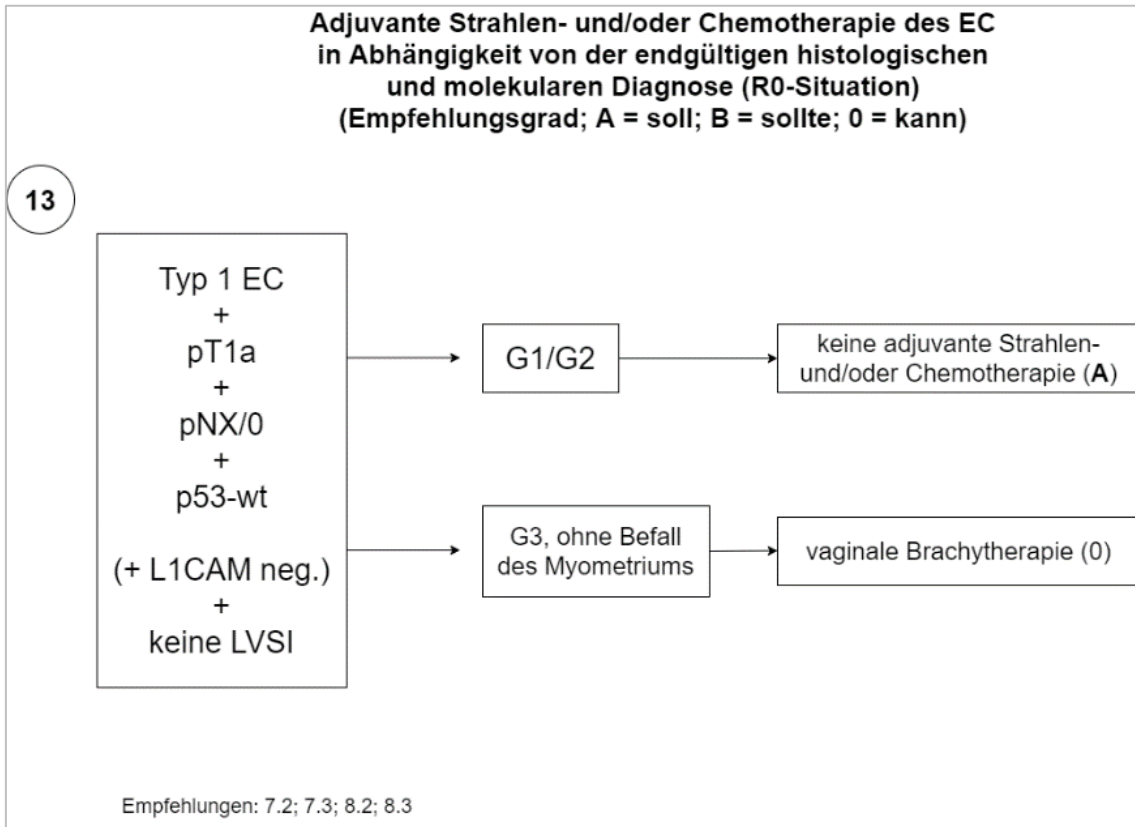 Adjuvante Strahlen- und/oder Chemotherapie des EC
in Abhängigkeit von der endgültigen histologischen
und molekularen Diagnose (R0-Situation)
(Empfehlungsgrad; A = soll; B = sollte; 0 = kann)
13
Typ 1 EC
+
pT1a
+
pNX/0
+
p53-wt
(+ L1CAM neg.)
+
keine LVSI
G1/G2
keine adjuvante Strahlen-
und/oder Chemotherapie (A)
G3, ohne Befall
des Myometriums
vaginale Brachytherapie (0)
Empfehlungen: 7.2; 7.3; 8.2; 8.3